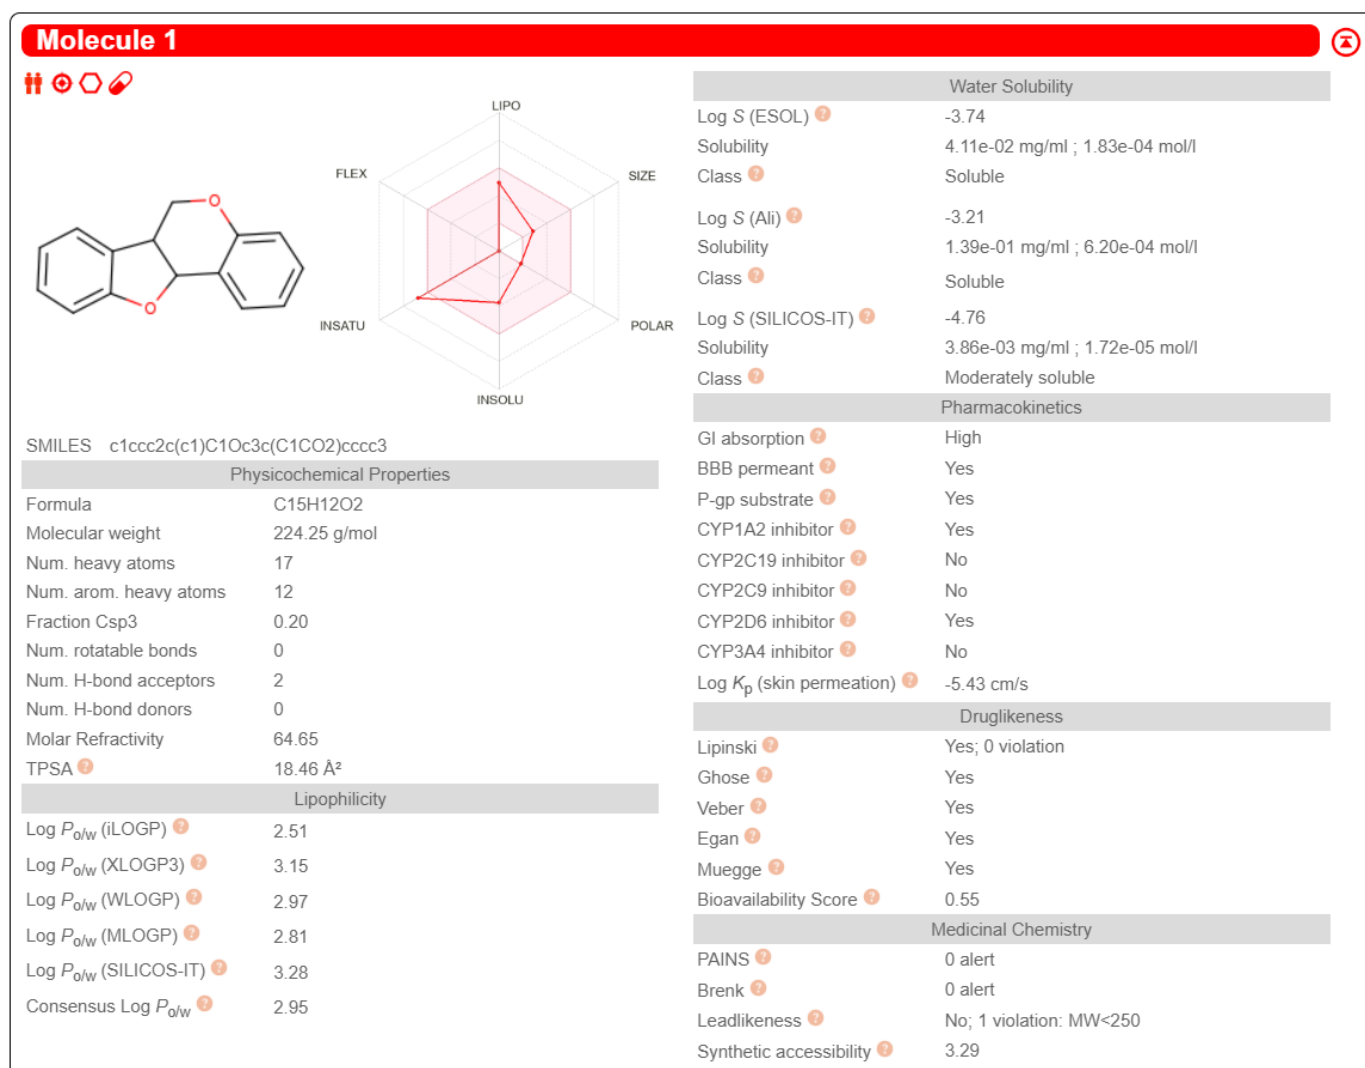 Molecule 1
LIPO
FLEX
SIZE
O
O
INSATU
POLAR
INSOLU
SMILES c1ccc2c(c1)C1Oc3c(C1CO2)cccc3
Physicochemical Properties
Formula C15H12O2
Molecular weight 224.25 g/mol
Num. heavy atoms 17
Num. arom. heavy atoms 12
Fraction Csp3 0.20
Num. rotatable bonds 0
Num. H-bond acceptors 2
Num. H-bond donors 0
Molar Refractivity 64.65
TPSA ? 18.46 Å²
Lipophilicity
Log Po/w (iLOGP) ? 2.51
Log Po/w (XLOGP3) ? 3.15
Log Po/w (WLOGP) ? 2.97
Log Po/w (MLOGP) ? 2.81
Log Po/w (SILICOS-IT) ? 3.28
Consensus Log Po/w ? 2.95
Water Solubility
Log S (ESOL) ? -3.74
Solubility 4.11e-02 mg/ml ; 1.83e-04 mol/l
Class ? Soluble
Log S (Ali) ? -3.21
Solubility 1.39e-01 mg/ml ; 6.20e-04 mol/l
Class ? Soluble
Log S (SILICOS-IT) ? -4.76
Solubility 3.86e-03 mg/ml ; 1.72e-05 mol/l
Class ? Moderately soluble
Pharmacokinetics
GI absorption ? High
BBB permeant ? Yes
P-gp substrate ? Yes
CYP1A2 inhibitor ? Yes
CYP2C19 inhibitor ? No
CYP2C9 inhibitor ? No
CYP2D6 inhibitor ? Yes
CYP3A4 inhibitor ? No
Log Kp (skin permeation) ? -5.43 cm/s
Druglikeness
Lipinski ? Yes; 0 violation
Ghose ? Yes
Veber ? Yes
Egan ? Yes
Muegge ? Yes
Bioavailability Score ? 0.55
Medicinal Chemistry
PAINS ? 0 alert
Brenk ? 0 alert
Leadlikeness ? No; 1 violation: MW<250
Synthetic accessibility ? 3.29